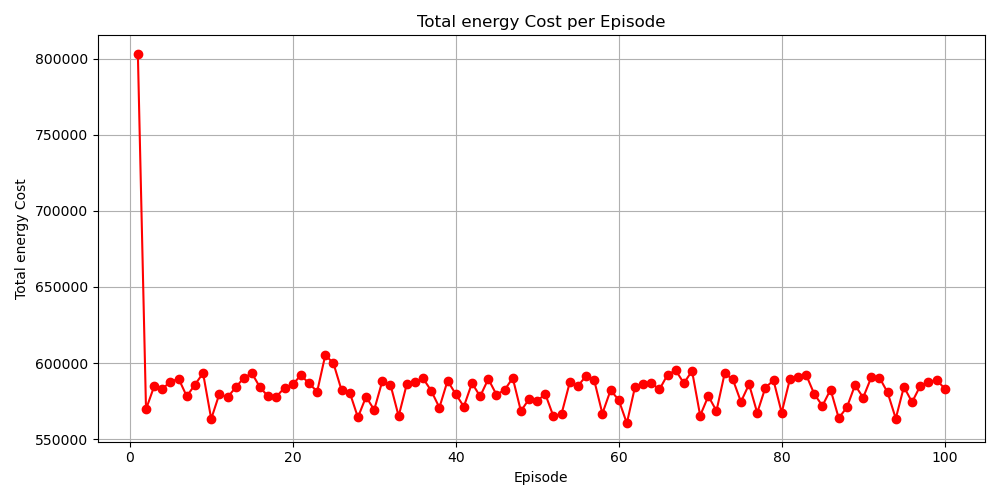 Total energy Cost per Episode
800000
750000
700000
650000
600000
550000
Total energy Cost
0 20 40 60 80 100
Episode